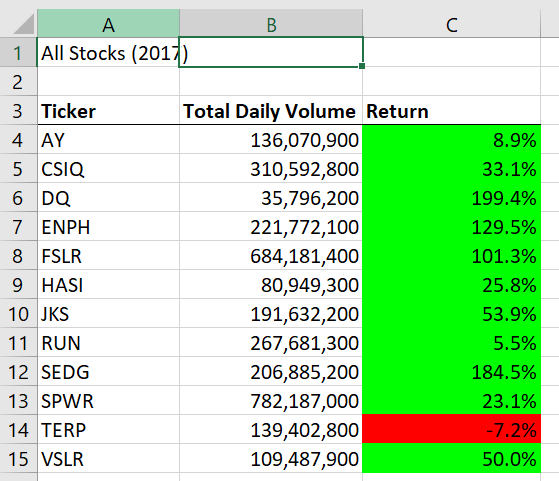 A B C
1 All Stocks (2017)
2
3 Ticker Total Daily Volume Return
4 AY 136,070,900 8.9%
5 CSIQ 310,592,800 33.1%
6 DQ 35,796,200 199.4%
7 ENPH 221,772,100 129.5%
8 FSLR 684,181,400 101.3%
9 HASI 80,949,300 25.8%
10 JKS 191,632,200 53.9%
11 RUN 267,681,300 5.5%
12 SEDG 206,885,200 184.5%
13 SPWR 782,187,000 23.1%
14 TERP 139,402,800 -7.2%
15 VSLR 109,487,900 50.0%